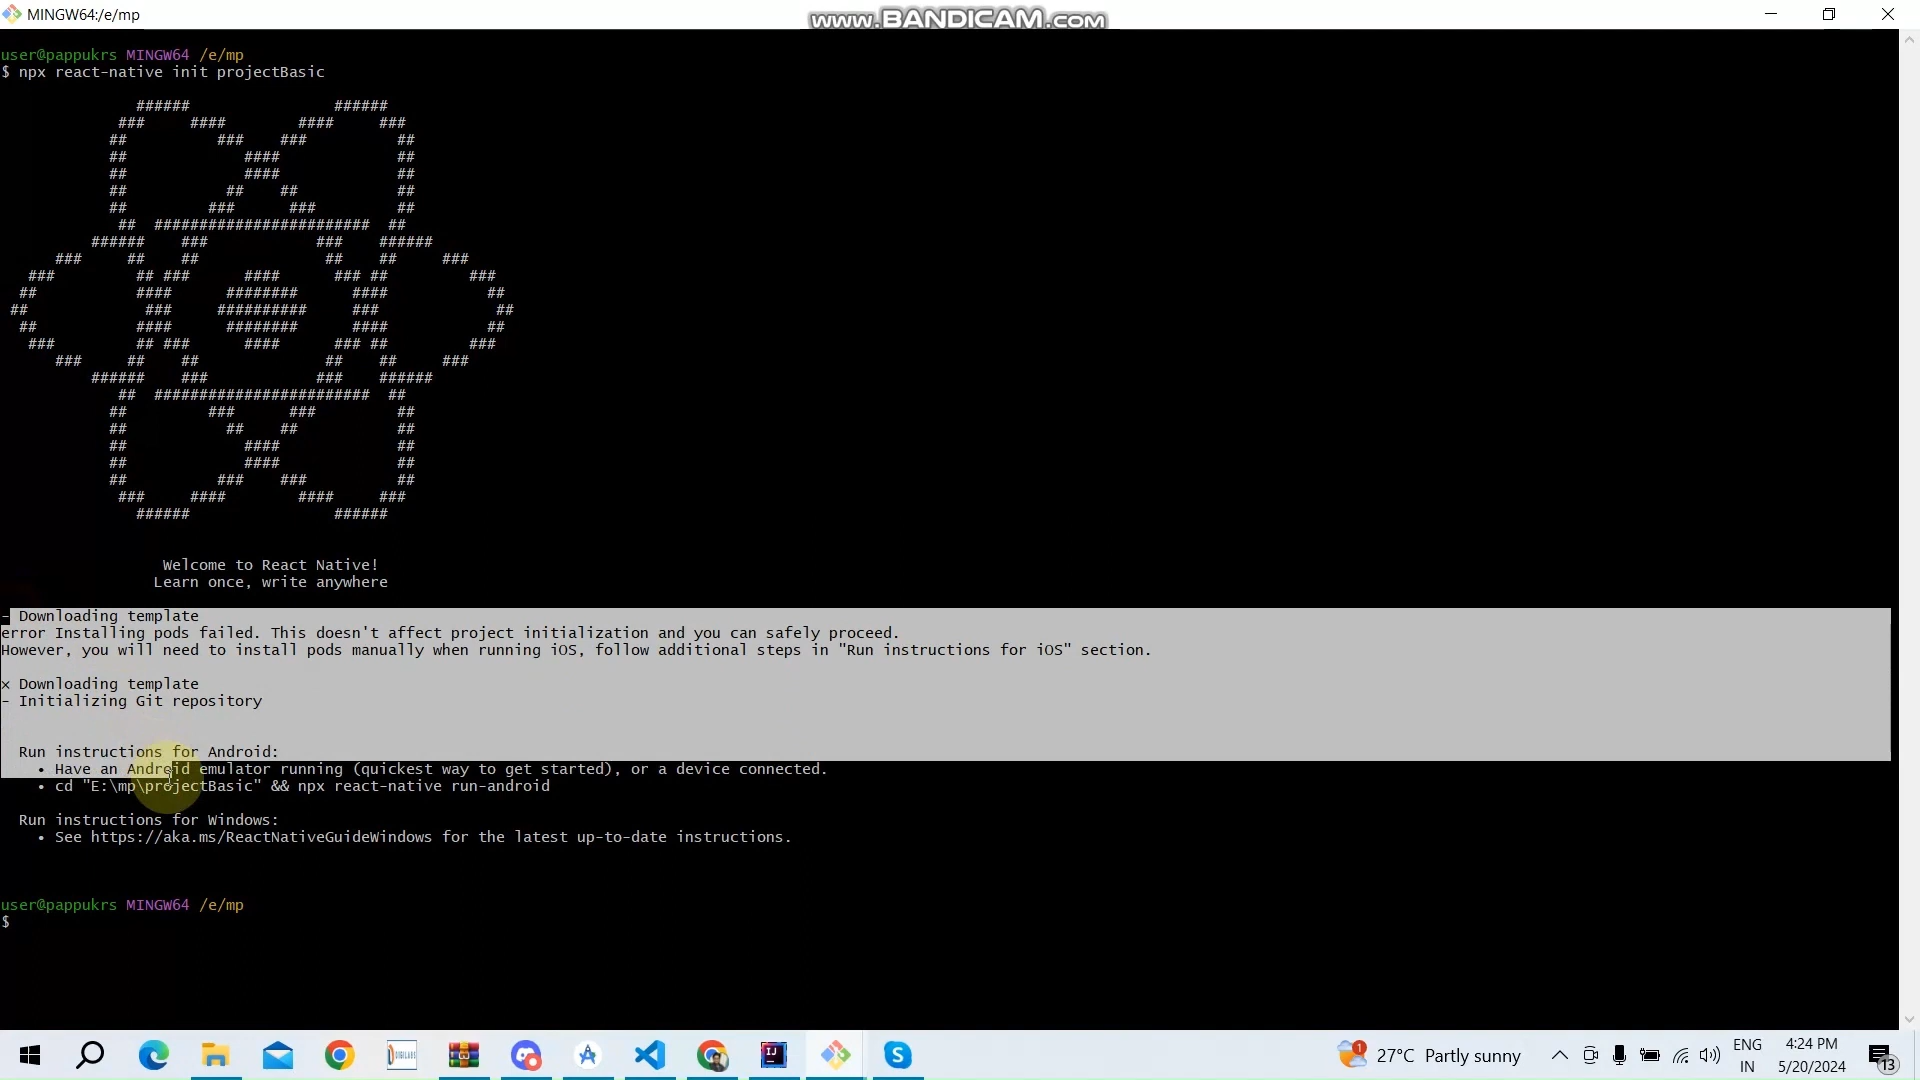 MINGW64:/e/mp
www.BANDICAM.com
user@pappukrs MINGW64 /e/mp
$ npx react-native init projectBasic
Welcome to React Native!
Learn once, write anywhere
- Downloading template
error Installing pods failed. This doesn't affect project initialization and you can safely proceed.
However, you will need to install pods manually when running iOS, follow additional steps in "Run instructions for iOS" section.
× Downloading template
- Initializing Git repository
Run instructions for Android:
• Have an Android emulator running (quickest way to get started), or a device connected.
• cd "E:\mp\projectBasic" && npx react-native run-android
Run instructions for Windows:
• See https://aka.ms/ReactNativeGuideWindows for the latest up-to-date instructions.
user@pappukrs MINGW64 /e/mp
$
1
27°C Partly sunny
ENG
IN
4:24 PM
5/20/2024
13